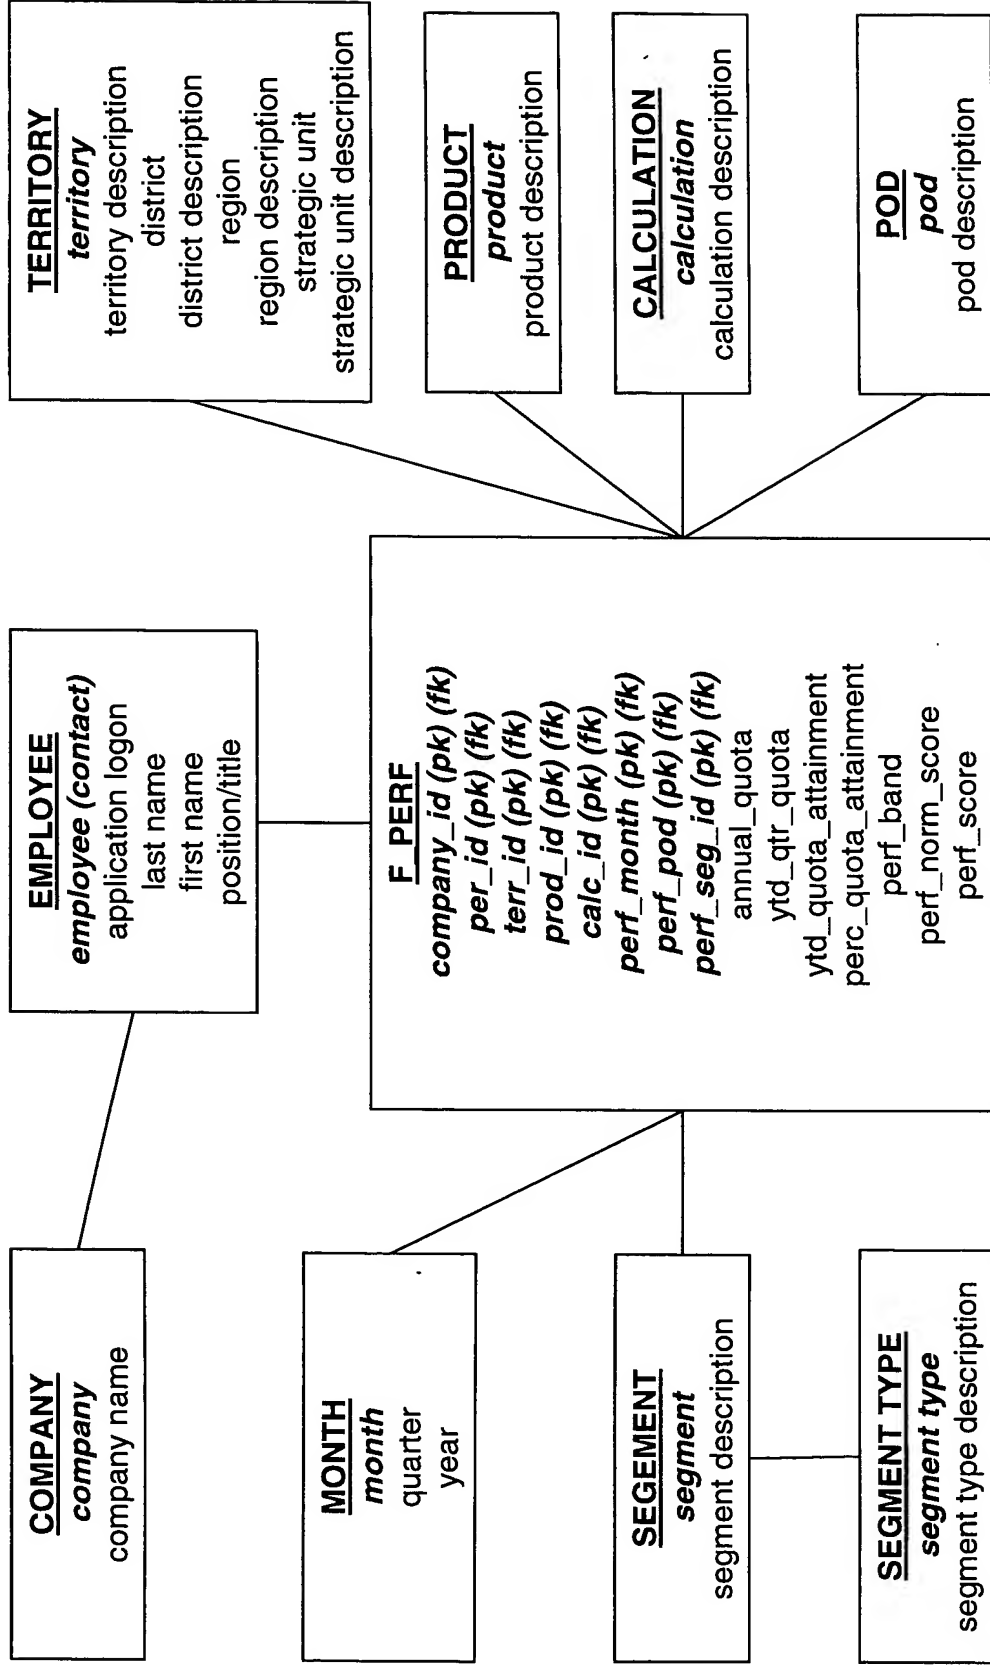 COMPANY
company
company name
MONTH
month
quarter
year
SEGEMENT
segment
segment description
SEGMENT TYPE
segment type
segment type description
EMPLOYEE
employee (contact)
application logon
last name
first name
position/title
F_PERF
company_id (pk) (fk)
per_id (pk) (fk)
terr_id (pk) (fk)
prod_id (pk) (fk)
calc_id (pk) (fk)
perf_month (pk) (fk)
perf_pod (pk) (fk)
perf_seg_id (pk) (fk)
annual_quota
ytd_qtr_quota
ytd_quota_attainment
perc_quota_attainment
perf_band
perf_norm_score
perf_score
TERRITORY
territory
territory description
district
district description
region
region description
strategic unit
strategic unit description
PRODUCT
product
product description
CALCULATION
calculation
calculation description
POD
pod
pod description